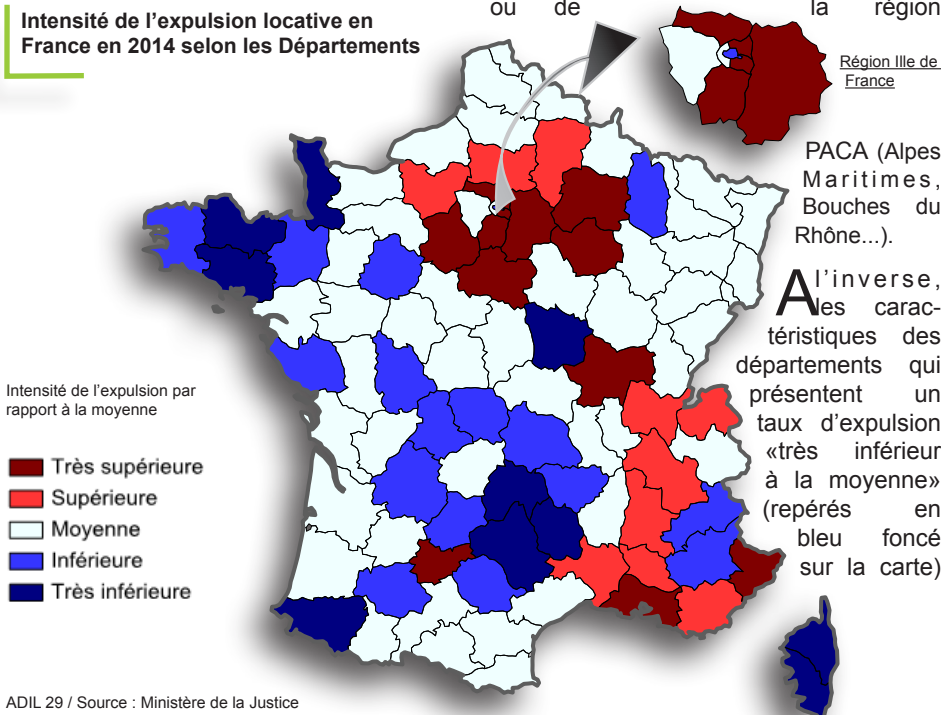 Intensité de l'expulsion locative en
France en 2014 selon les Départements
Intensité de l'expulsion par
rapport à la moyenne
Très supérieure
Supérieure
Moyenne
Inférieure
Très inférieure
ADIL 29 / Source : Ministère de la Justice
Région Ille de
France
ou de la région
PACA (Alpes
Maritimes,
Bouches du
Rhône...).
A l'inverse,
les carac-
téristiques des
départements qui
présentent un
taux d'expulsion
«très inférieur
à la moyenne»
(repérés en
bleu foncé
sur la carte)